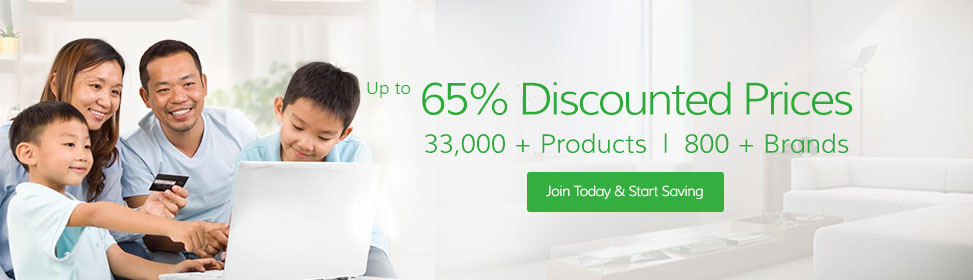 Up to 65% Discounted Prices
33,000 + Products | 800 + Brands
Join Today & Start Saving